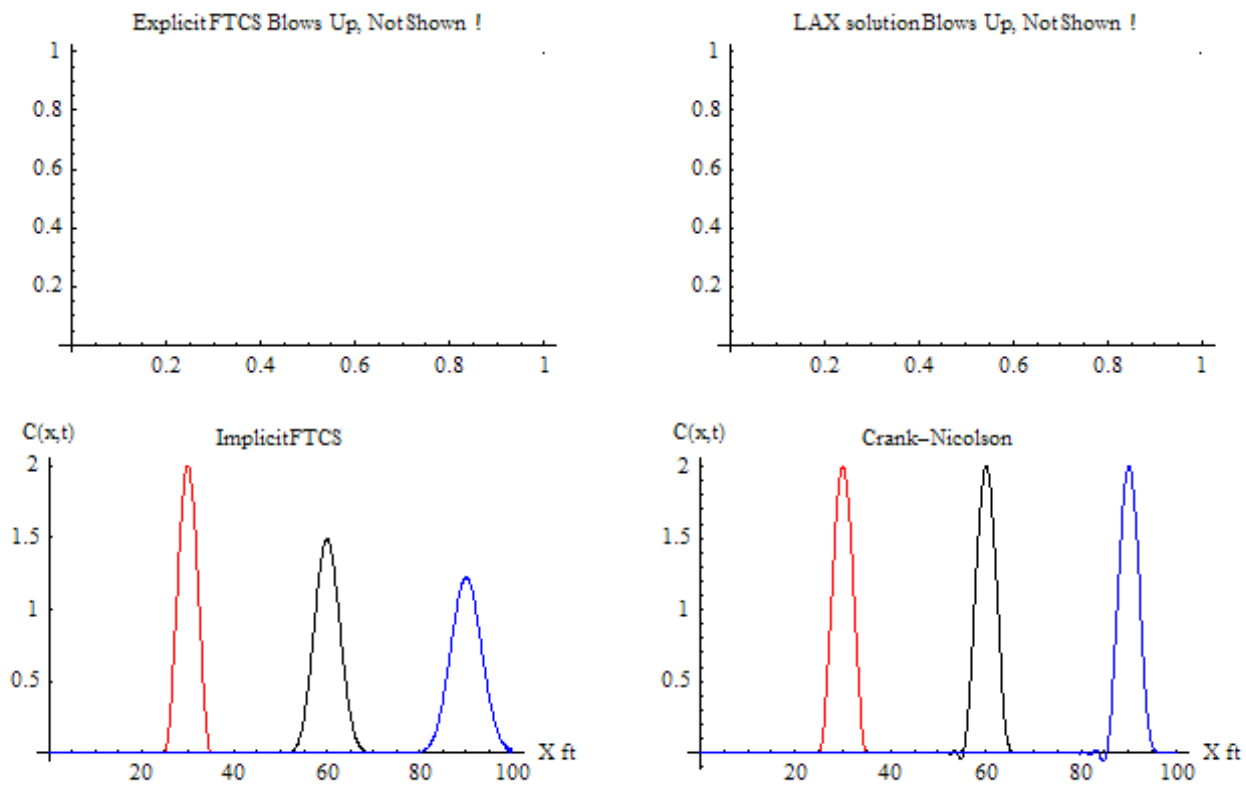 Explicit FTCS Blows Up, Not Shown !
1
0.8
0.6
0.4
0.2
0.2 0.4 0.6 0.8 1
LAX solution Blows Up, Not Shown !
1
0.8
0.6
0.4
0.2
0.2 0.4 0.6 0.8 1
C(x,t)
Implicit FTCS
2
1.5
1
0.5
20 40 60 80 100 X ft
C(x,t)
Crank-Nicolson
2
1.5
1
0.5
20 40 60 80 100 X ft